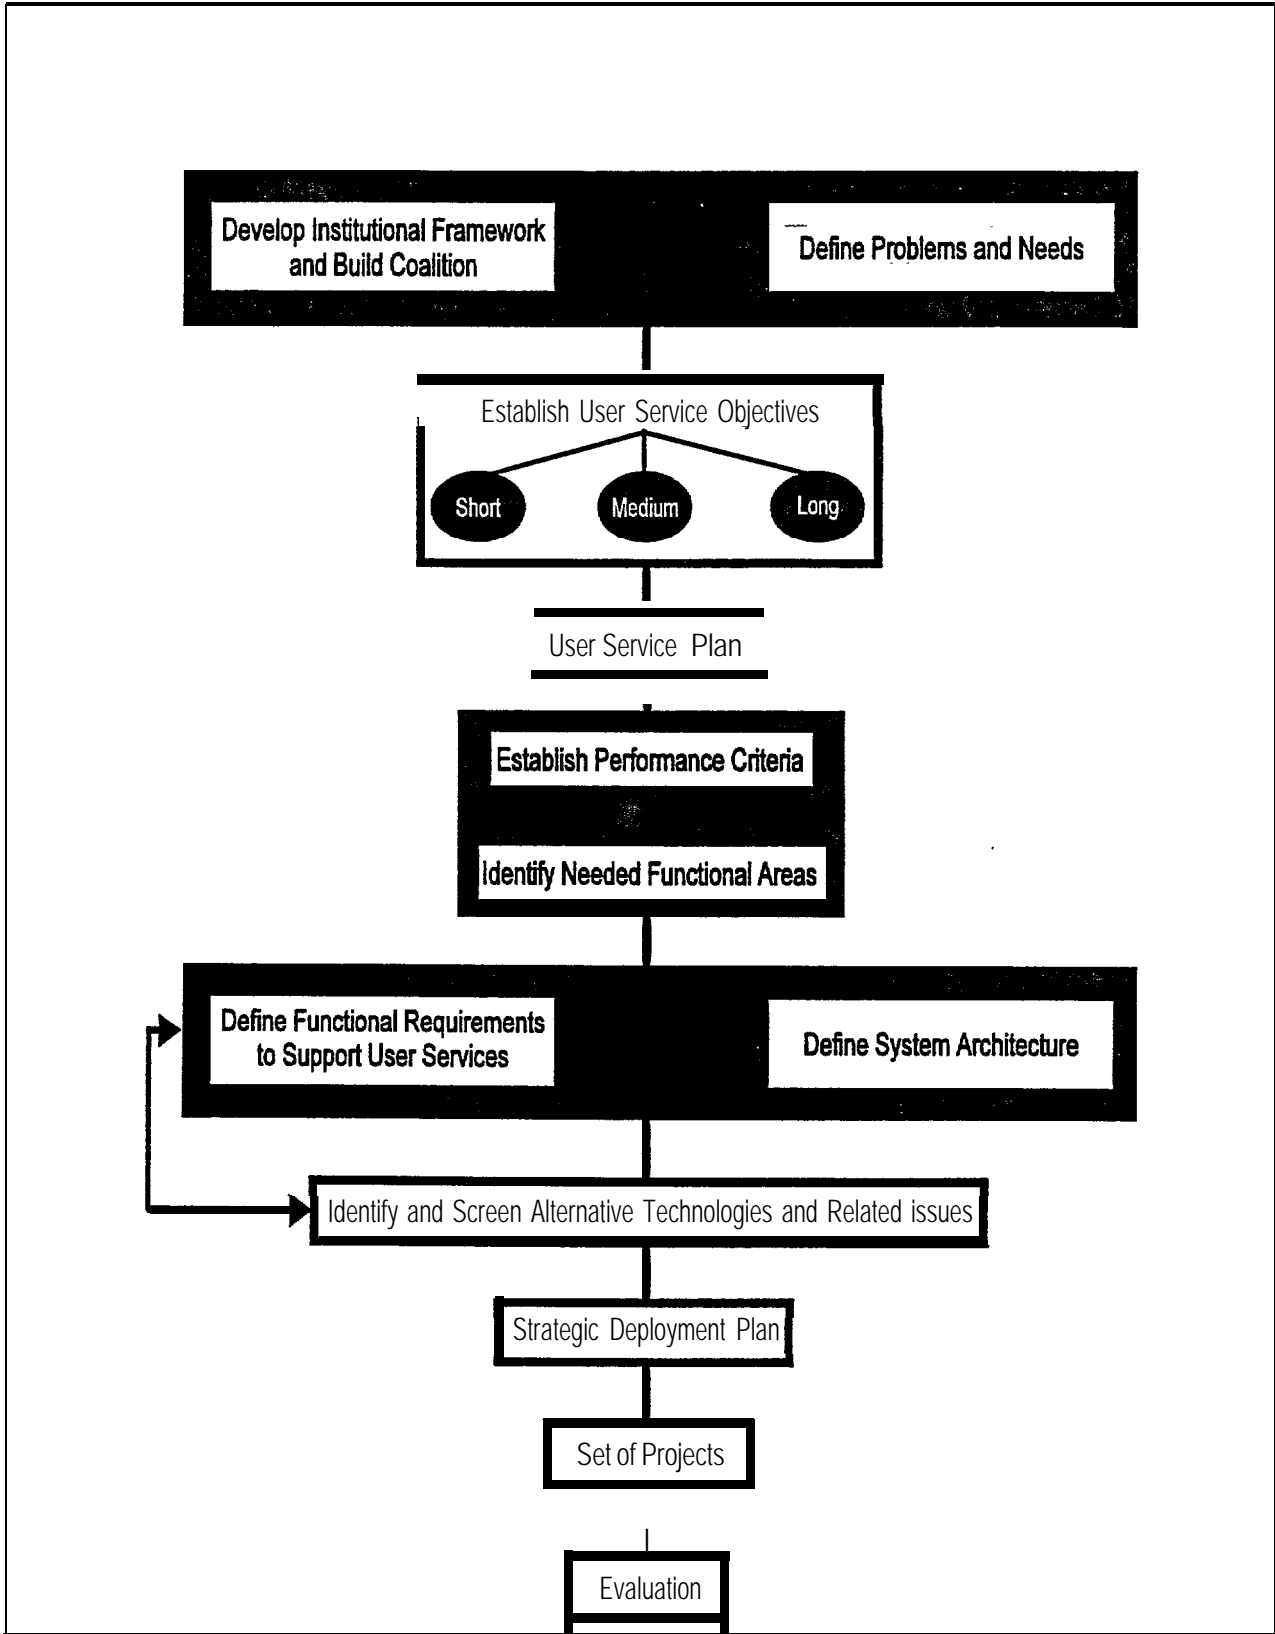 Develop Institutional Framework
and Build Coalition
Define Problems and Needs
Establish User Service Objectives
Short
Medium
Long
User Service Plan
Establish Performance Criteria
Identify Needed Functional Areas
Define Functional Requirements
to Support User Services
Define System Architecture
Identify and Screen Alternative Technologies and Related issues
Strategic Deployment Plan
Set of Projects
Evaluation